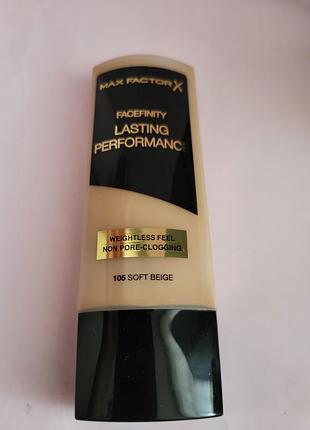 MAX FACTOR X
FACEFINITY
LASTING
PERFORMANCE
WEIGHTLESS FEEL
NON PORE-CLOGGING
105 SOFT BEIGE